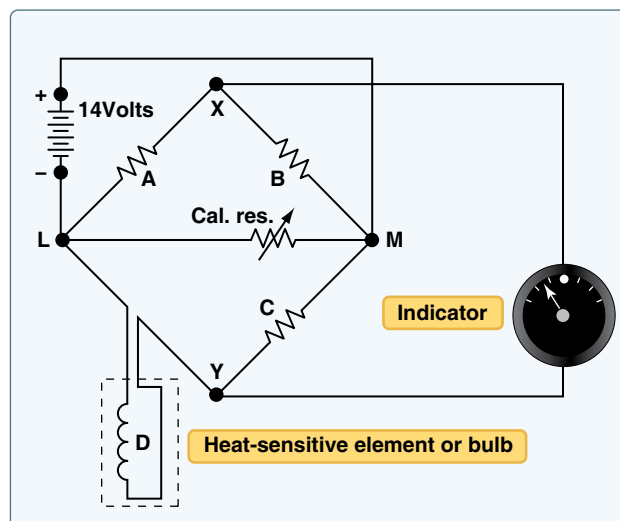 +
14Volts
X
–
A
B
Cal. res.
L
M
C
Indicator
Y
D
Heat-sensitive element or bulb